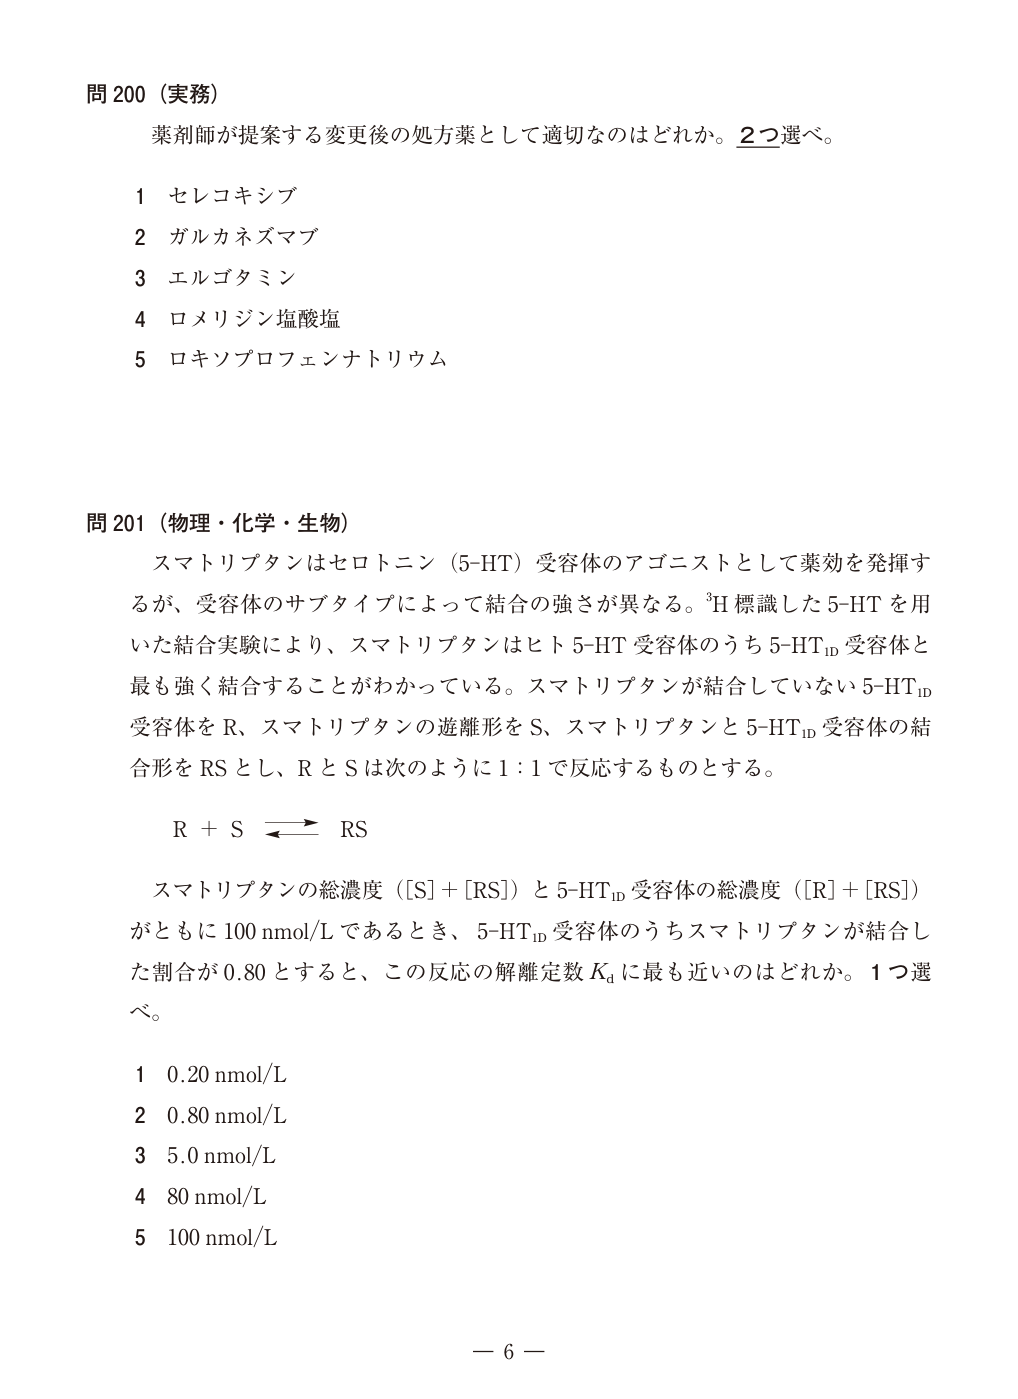 問 200（実務）
薬剤師が提案する変更後の処方薬として適切なのはどれか。２つ選べ。
1 セレコキシブ
2 ガルカネズマブ
3 エルゴタミン
4 ロメリジン塩酸塩
5 ロキソプロフェンナトリウム
問 201（物理・化学・生物）
スマトリプタンはセロトニン（5-HT）受容体のアゴニストとして薬効を発揮す
るが、受容体のサブタイプによって結合の強さが異なる。³H 標識した 5-HT を用
いた結合実験により、スマトリプタンはヒト 5-HT 受容体のうち 5-HT1D 受容体と
最も強く結合することがわかっている。スマトリプタンが結合していない 5-HT1D
受容体を R、スマトリプタンの遊離形を S、スマトリプタンと 5-HT1D 受容体の結
合形を RS とし、R と S は次のように 1：1 で反応するものとする。
R ＋ S ⇄ RS
スマトリプタンの総濃度（[S]＋[RS]）と 5-HT1D 受容体の総濃度（[R]＋[RS]）
がともに 100 nmol/L であるとき、5-HT1D 受容体のうちスマトリプタンが結合し
た割合が 0.80 とすると、この反応の解離定数 Kd に最も近いのはどれか。１つ選
べ。
1 0.20 nmol/L
2 0.80 nmol/L
3 5.0 nmol/L
4 80 nmol/L
5 100 nmol/L
― 6 ―